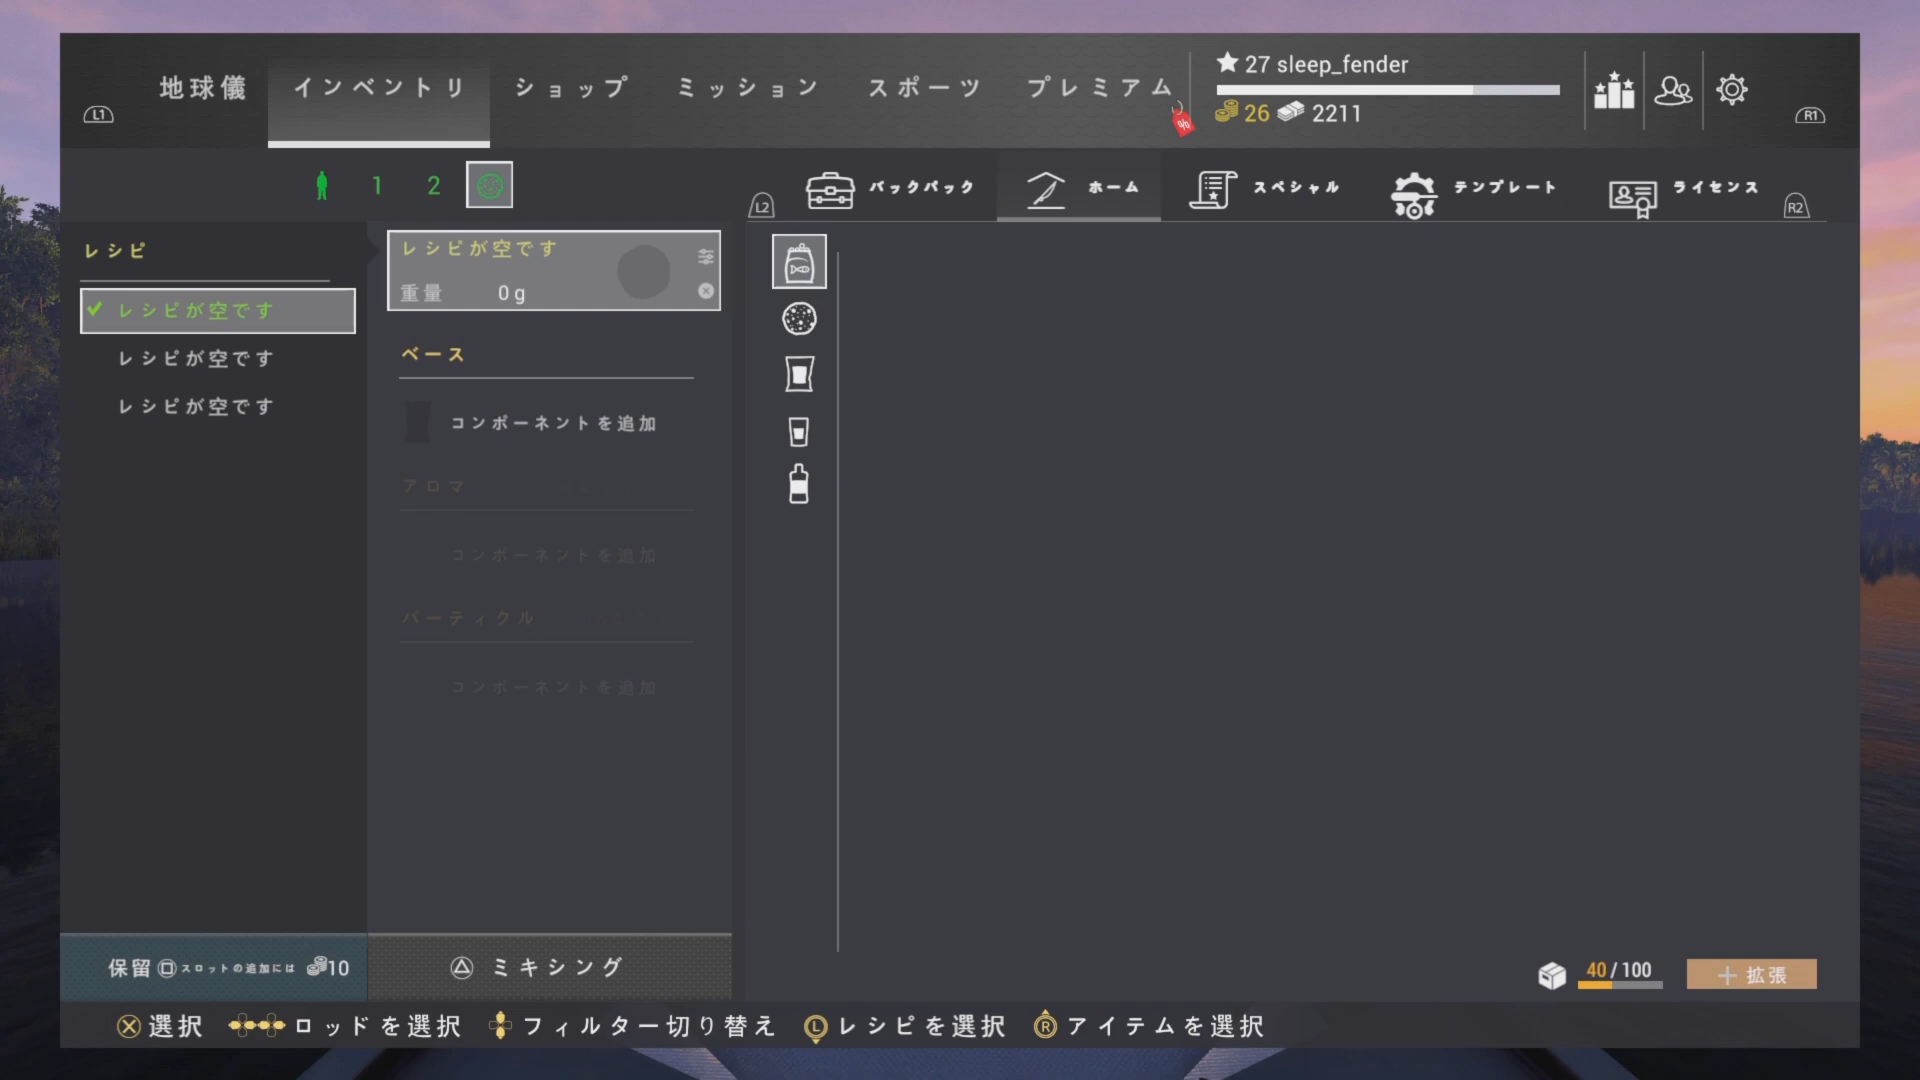 地球儀 インベントリ ショップ ミッション スポーツ プレミアム
27 sleep_fender
26 2211
L1
R1
1 2
L2 バックパック ホーム スペシャル テンプレート ライセンス R2
レシピ
レシピが空です
レシピが空です
レシピが空です
レシピが空です
重量 0 g
ベース
コンポーネントを追加
アロマ
コンポーネントを追加
パーティクル
コンポーネントを追加
保留 スロットの追加には 10
ミキシング
40 / 100
拡張
選択 ロッドを選択 フィルター切り替え L レシピを選択 R アイテムを選択